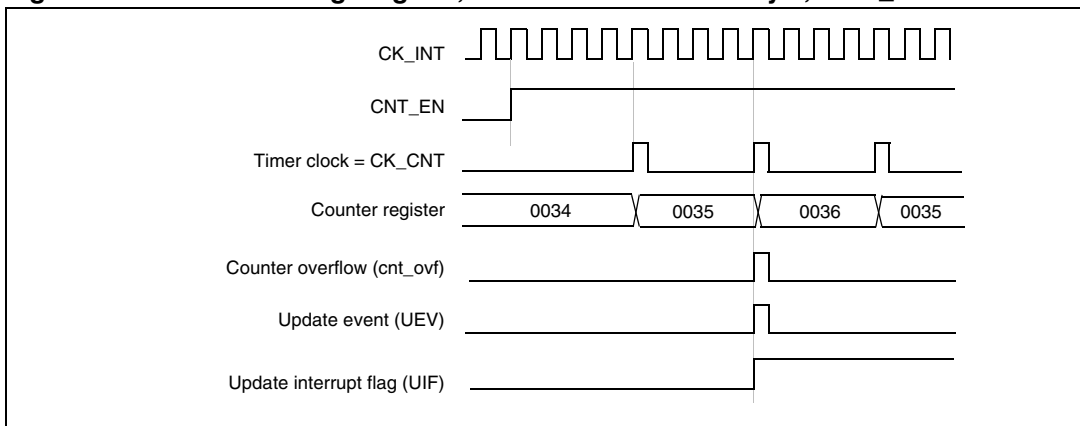 CK_INT
CNT_EN
Timer clock = CK_CNT
Counter register 0034 0035 0036 0035
Counter overflow (cnt_ovf)
Update event (UEV)
Update interrupt flag (UIF)